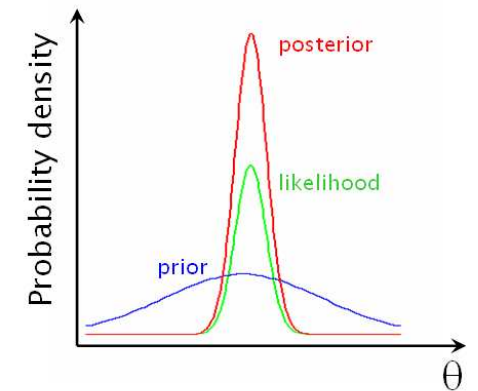 posterior
likelihood
prior
Probability density
θ